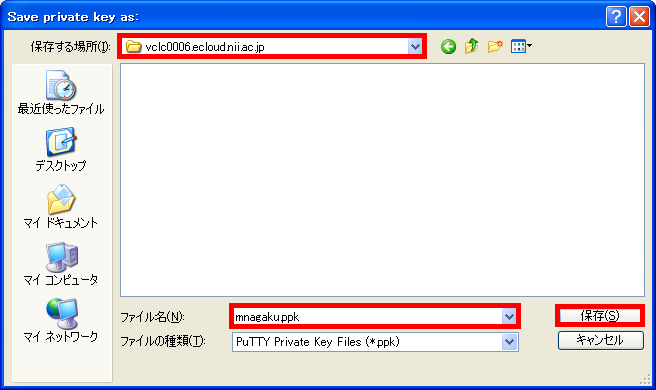 Save private key as:
保存する場所(I):
vclc0006.ecloud.nii.ac.jp
最近使ったファイル
デスクトップ
マイ ドキュメント
マイ コンピュータ
マイ ネットワーク
ファイル名(N):
mnagaku.ppk
保存(S)
ファイルの種類(T):
PuTTY Private Key Files (*.ppk)
キャンセル